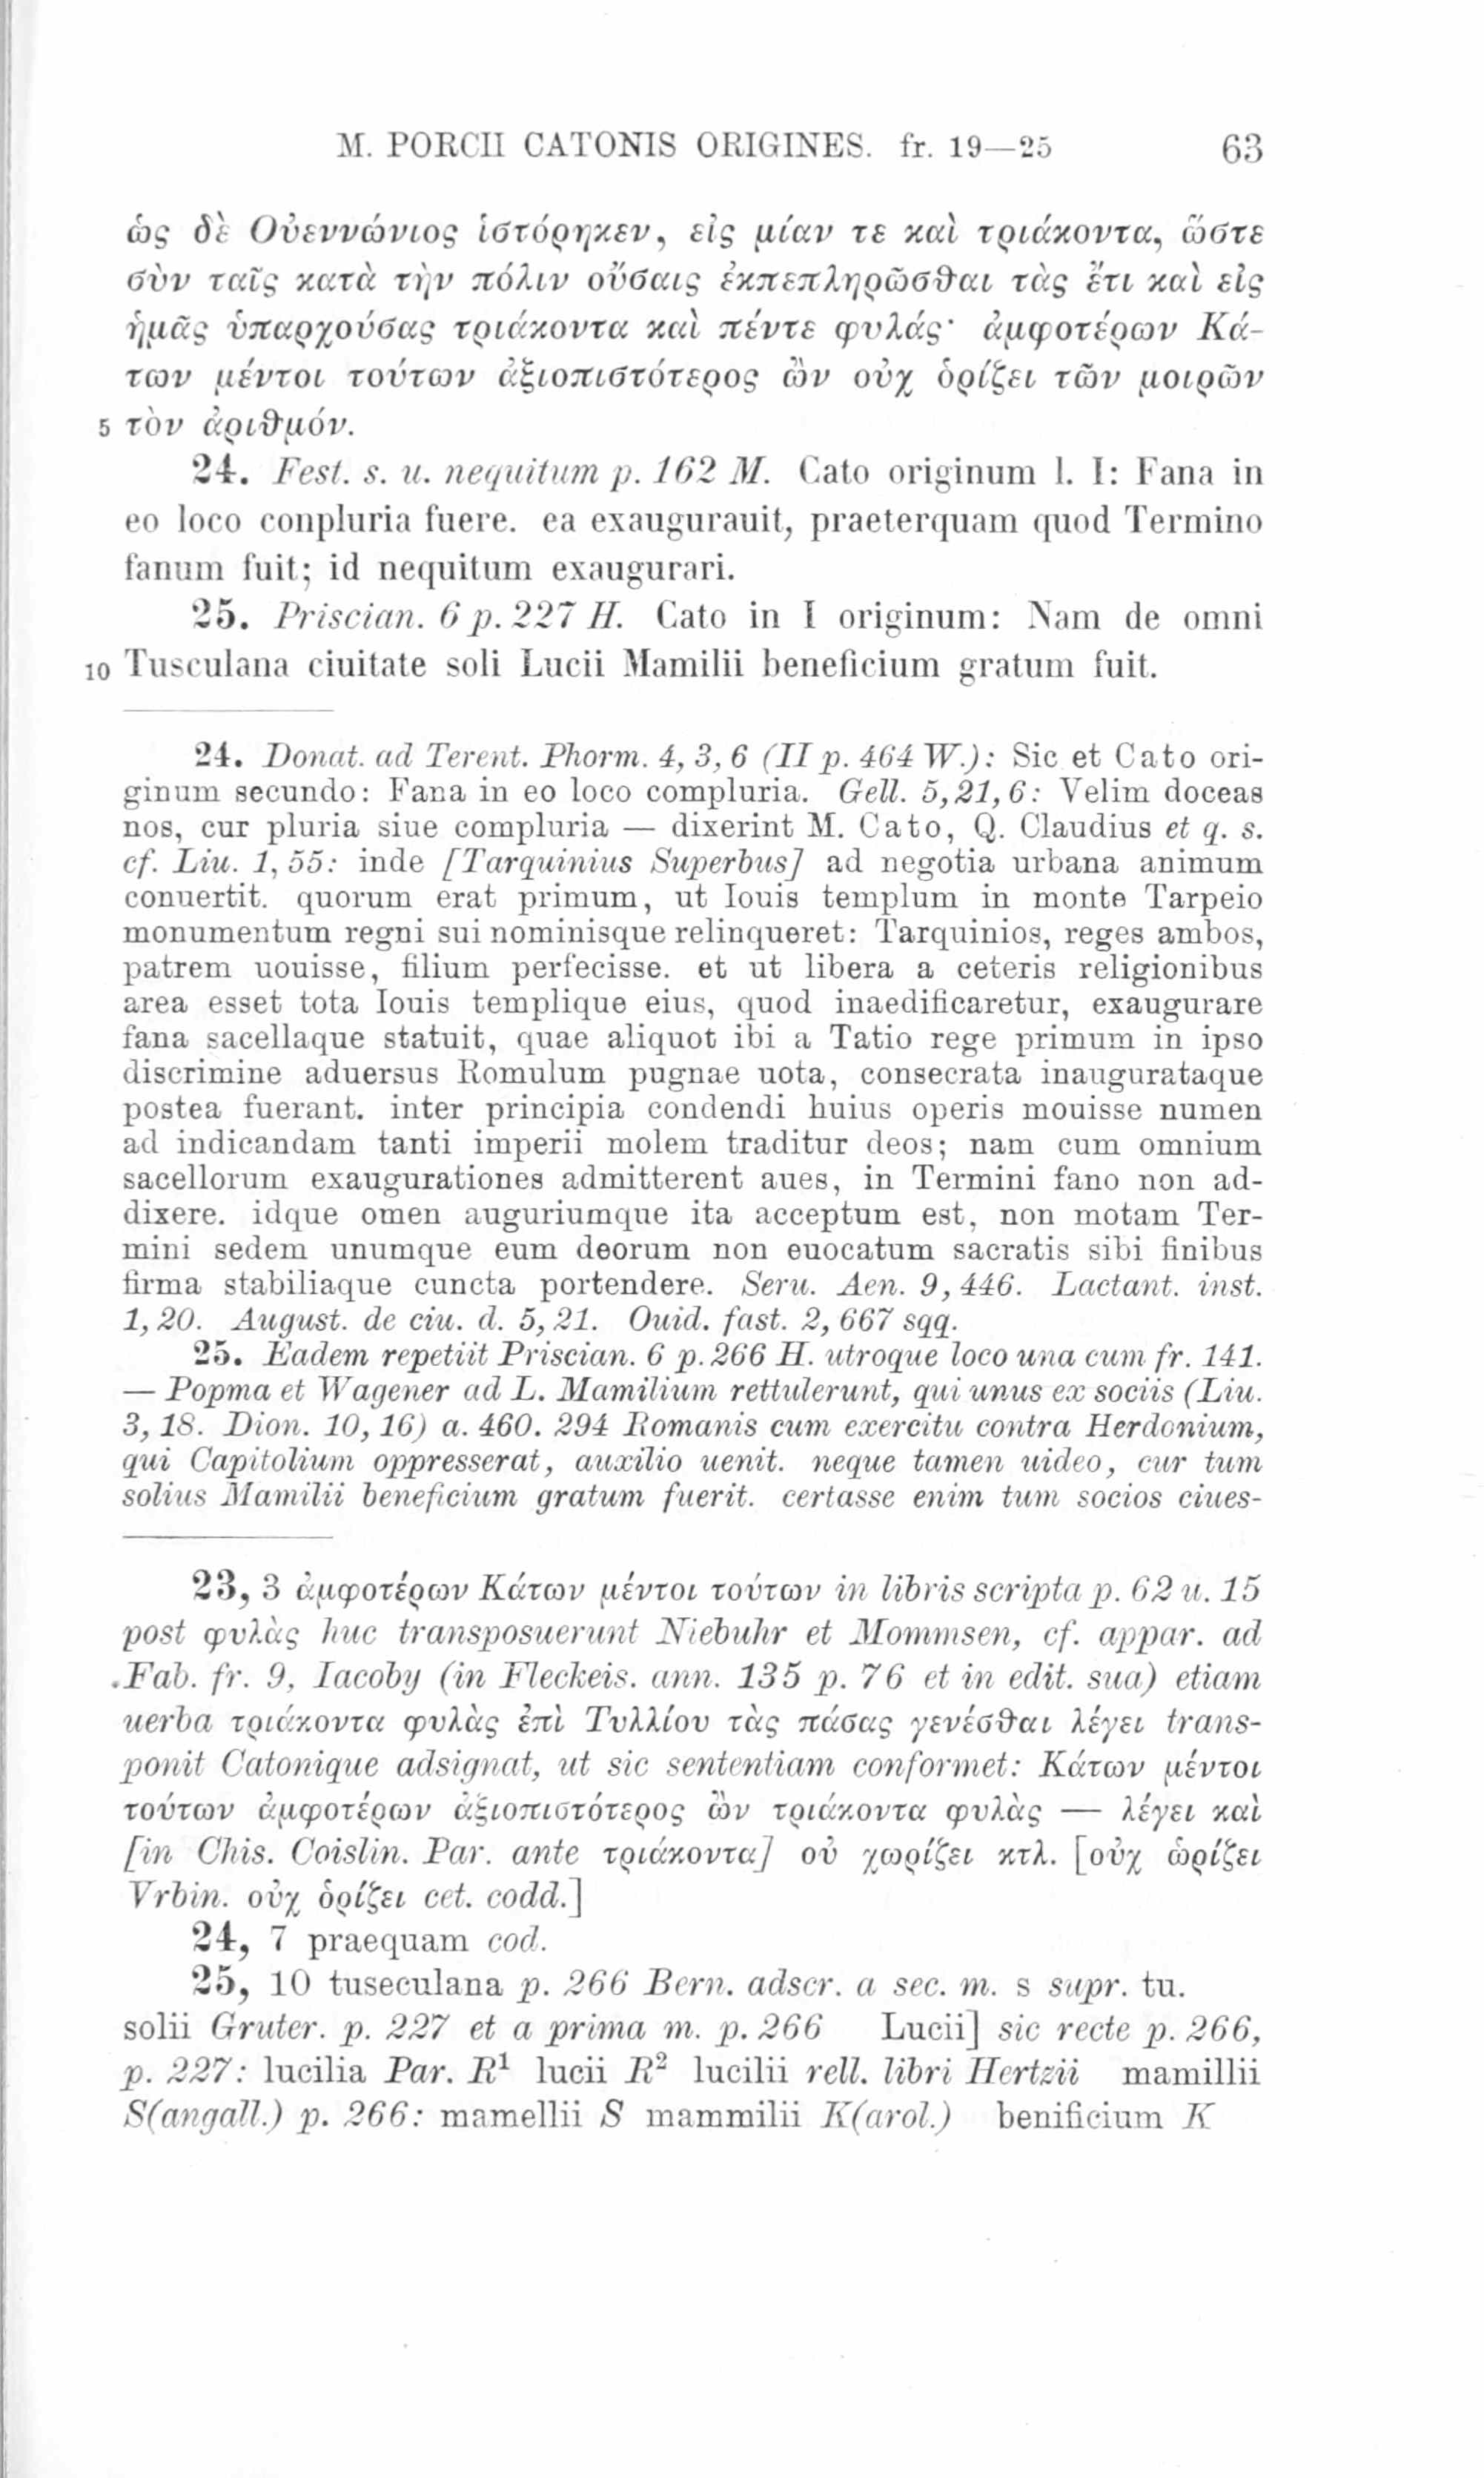 M. PORCII CATONIS ORIGINES. fr. 19—25 63
ὡς δὲ Οὐεννώνιος ἱστόρηκεν, εἰς μίαν τε καὶ τριάκοντα, ὥστε
σὺν ταῖς κατὰ τὴν πόλιν οὔσαις ἐκπεπληρῶσθαι τὰς ἔτι καὶ εἰς
ἡμᾶς ὑπαρχούσας τριάκοντα καὶ πέντε φυλάς· ἀμφοτέρων Κά-
των μέντοι τούτων ἀξιοπιστότερος ὢν οὐχ ὁρίζει τῶν μοιρῶν
5 τὸν ἀριθμόν.
24. Fest. s. u. nequitum p. 162 M. Cato originum l. I: Fana in
eo loco conpluria fuere. ea exaugurauit, praeterquam quod Termino
fanum fuit; id nequitum exaugurari.
25. Priscian. 6 p. 227 H. Cato in I originum: Nam de omni
10 Tusculana ciuitate soli Lucii Mamilii beneficium gratum fuit.
24. Donat. ad Terent. Phorm. 4, 3, 6 (II p. 464 W.): Sic et Cato ori-
ginum secundo: Fana in eo loco compluria. Gell. 5, 21, 6: Velim doceas
nos, cur pluria siue compluria — dixerint M. Cato, Q. Claudius et q. s.
cf. Liu. 1, 55: inde [Tarquinius Superbus] ad negotia urbana animum
conuertit. quorum erat primum, ut Iouis templum in monte Tarpeio
monumentum regni sui nominisque relinqueret: Tarquinios, reges ambos,
patrem uouisse, filium perfecisse. et ut libera a ceteris religionibus
area esset tota Iouis templique eius, quod inaedificaretur, exaugurare
fana sacellaque statuit, quae aliquot ibi a Tatio rege primum in ipso
discrimine aduersus Romulum pugnae uota, consecrata inaugurataque
postea fuerant. inter principia condendi huius operis mouisse numen
ad indicandam tanti imperii molem traditur deos; nam cum omnium
sacellorum exaugurationes admitterent aues, in Termini fano non ad-
dixere. idque omen auguriumque ita acceptum est, non motam Ter-
mini sedem unumque eum deorum non euocatum sacratis sibi finibus
firma stabiliaque cuncta portendere. Seru. Aen. 9, 446. Lactant. inst.
1, 20. August. de ciu. d. 5, 21. Ouid. fast. 2, 667 sqq.
25. Eadem repetiit Priscian. 6 p. 266 H. utroque loco una cum fr. 141.
— Popma et Wagener ad L. Mamilium rettulerunt, qui unus ex sociis (Liu.
3, 18. Dion. 10, 16) a. 460. 294 Romanis cum exercitu contra Herdonium,
qui Capitolium oppresserat, auxilio uenit. neque tamen uideo, cur tum
solius Mamilii beneficium gratum fuerit. certasse enim tum socios ciues-
23, 3 ἀμφοτέρων Κάτων μέντοι τούτων in libris scripta p. 62 u. 15
post φυλὰς huc transposuerunt Niebuhr et Mommsen, cf. appar. ad
Fab. fr. 9, Iacoby (in Fleckeis. ann. 135 p. 76 et in edit. sua) etiam
uerba τριάκοντα φυλὰς ἐπὶ Τυλλίου τὰς πάσας γενέσθαι λέγει trans-
ponit Catonique adsignat, ut sic sententiam conformet: Κάτων μέντοι
τούτων ἀμφοτέρων ἀξιοπιστότερος ὢν τριάκοντα φυλὰς — λέγει καὶ
[in Chis. Coislin. Par. ante τριάκοντα] οὐ χωρίζει κτλ. [οὐχ ὡρίζει
Vrbin. οὐχ ὁρίζει cet. codd.]
24, 7 praequam cod.
25, 10 tuseculana p. 266 Bern. adscr. a sec. m. s supr. tu.
solii Gruter. p. 227 et a prima m. p. 266 Lucii] sic recte p. 266,
p. 227: lucilia Par. R¹ lucii R² lucilii rell. libri Hertzii mamillii
S(angall.) p. 266: mamellii S mammilii K(arol.) benificium K